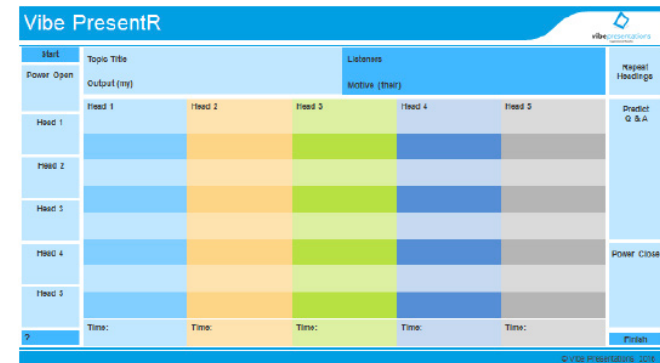 Vibe PresentR
vibepresentations
Start
Power Open
Topic Title
Output (my)
Listeners
Motive (their)
Repeat
Headings
Head 1
Head 2
Head 3
Head 4
Head 5
Head 1
Head 2
Head 3
Head 4
Head 5
Predict
Q & A
Power Close
Time:
Time:
Time:
Time:
Time:
?
Finish
© Vibe Presentations 2016